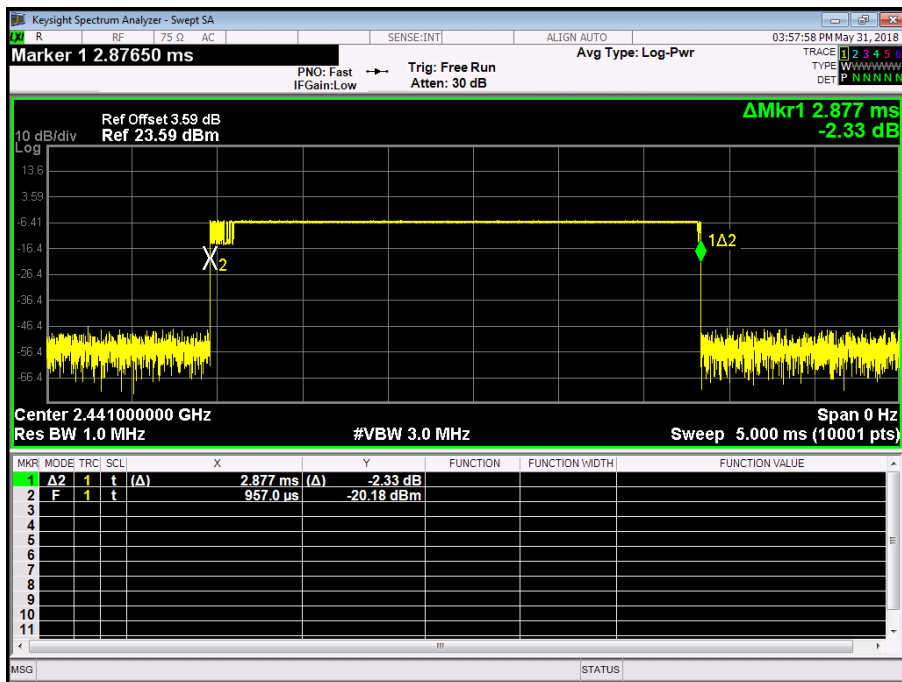 Keysight Spectrum Analyzer - Swept SA
LXI R RF 75 Ω AC SENSE:INT ALIGN AUTO 03:57:58 PM May 31, 2018
Marker 1 2.87650 ms
PNO: Fast
IFGain:Low
Trig: Free Run
Atten: 30 dB
Avg Type: Log-Pwr
TRACE 1 2 3 4 5 6
TYPE WWWWWWW
DET P N N N N N
ΔMkr1 2.877 ms
-2.33 dB
Ref Offset 3.59 dB
10 dB/div Ref 23.59 dBm
Log
13.6
3.59
-6.41
-16.4
-26.4
-36.4
-46.4
-56.4
-66.4
1Δ2
X2
Center 2.441000000 GHz Span 0 Hz
Res BW 1.0 MHz #VBW 3.0 MHz Sweep 5.000 ms (10001 pts)
MKR MODE TRC SCL X Y FUNCTION FUNCTION WIDTH FUNCTION VALUE
1 Δ2 1 t (Δ) 2.877 ms (Δ) -2.33 dB
2 F 1 t 957.0 µs -20.18 dBm
3
4
5
6
7
8
9
10
11
MSG STATUS